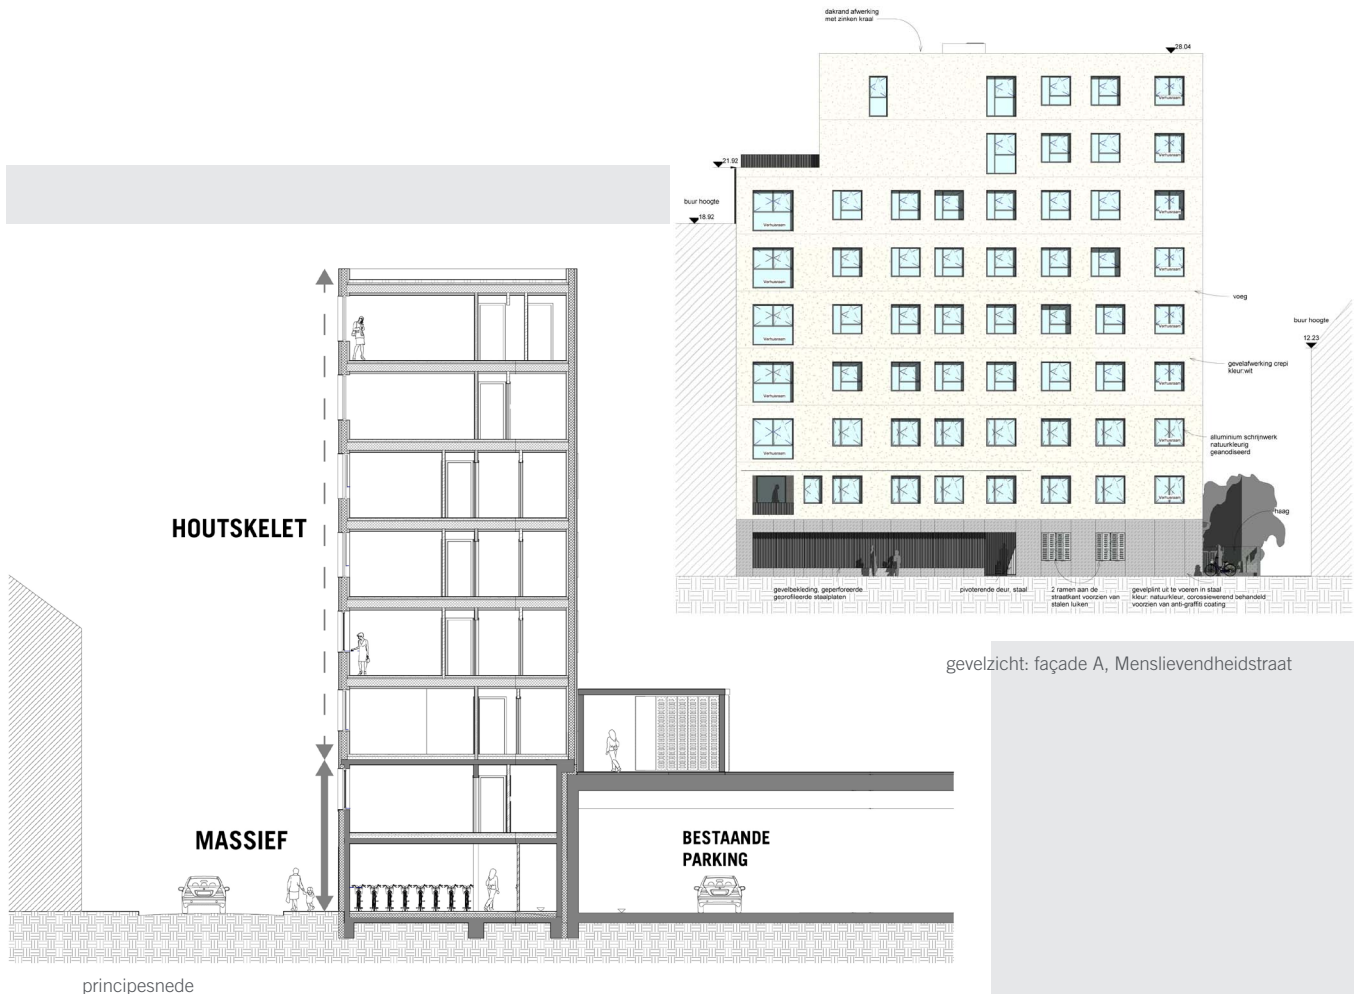 dakrand afwerking
met zinken kraal
28.04
21.92
buur hoogte
18.92
voeg
buur hoogte
12.23
gevelafwerking crepi
kleur:wit
alluminium schrijnwerk
natuurkleurig
geanodiseerd
haag
gevelbekleding, geperforeerde
geprofileerde staalplaten
pivoterende deur, staal
2 ramen aan de
straatkant voorzien van
stalen luiken
gevelplint uit te voeren in staal
kleur: natuurkleur, corossiewerend behandeld
voorzien van anti-graffiti coating
gevelzicht: façade A, Menslievendheidstraat
HOUTSKELET
MASSIEF
BESTAANDE
PARKING
principesnede